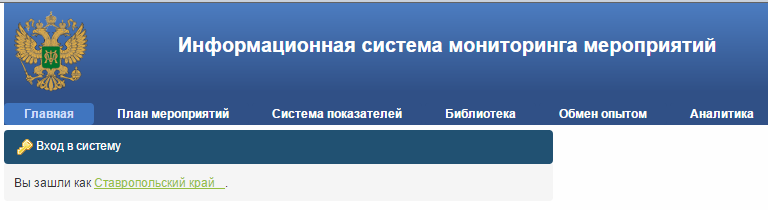 Информационная система мониторинга мероприятий
Главная План мероприятий Система показателей Библиотека Обмен опытом Аналитика
Вход в систему
Вы зашли как Ставропольский край .